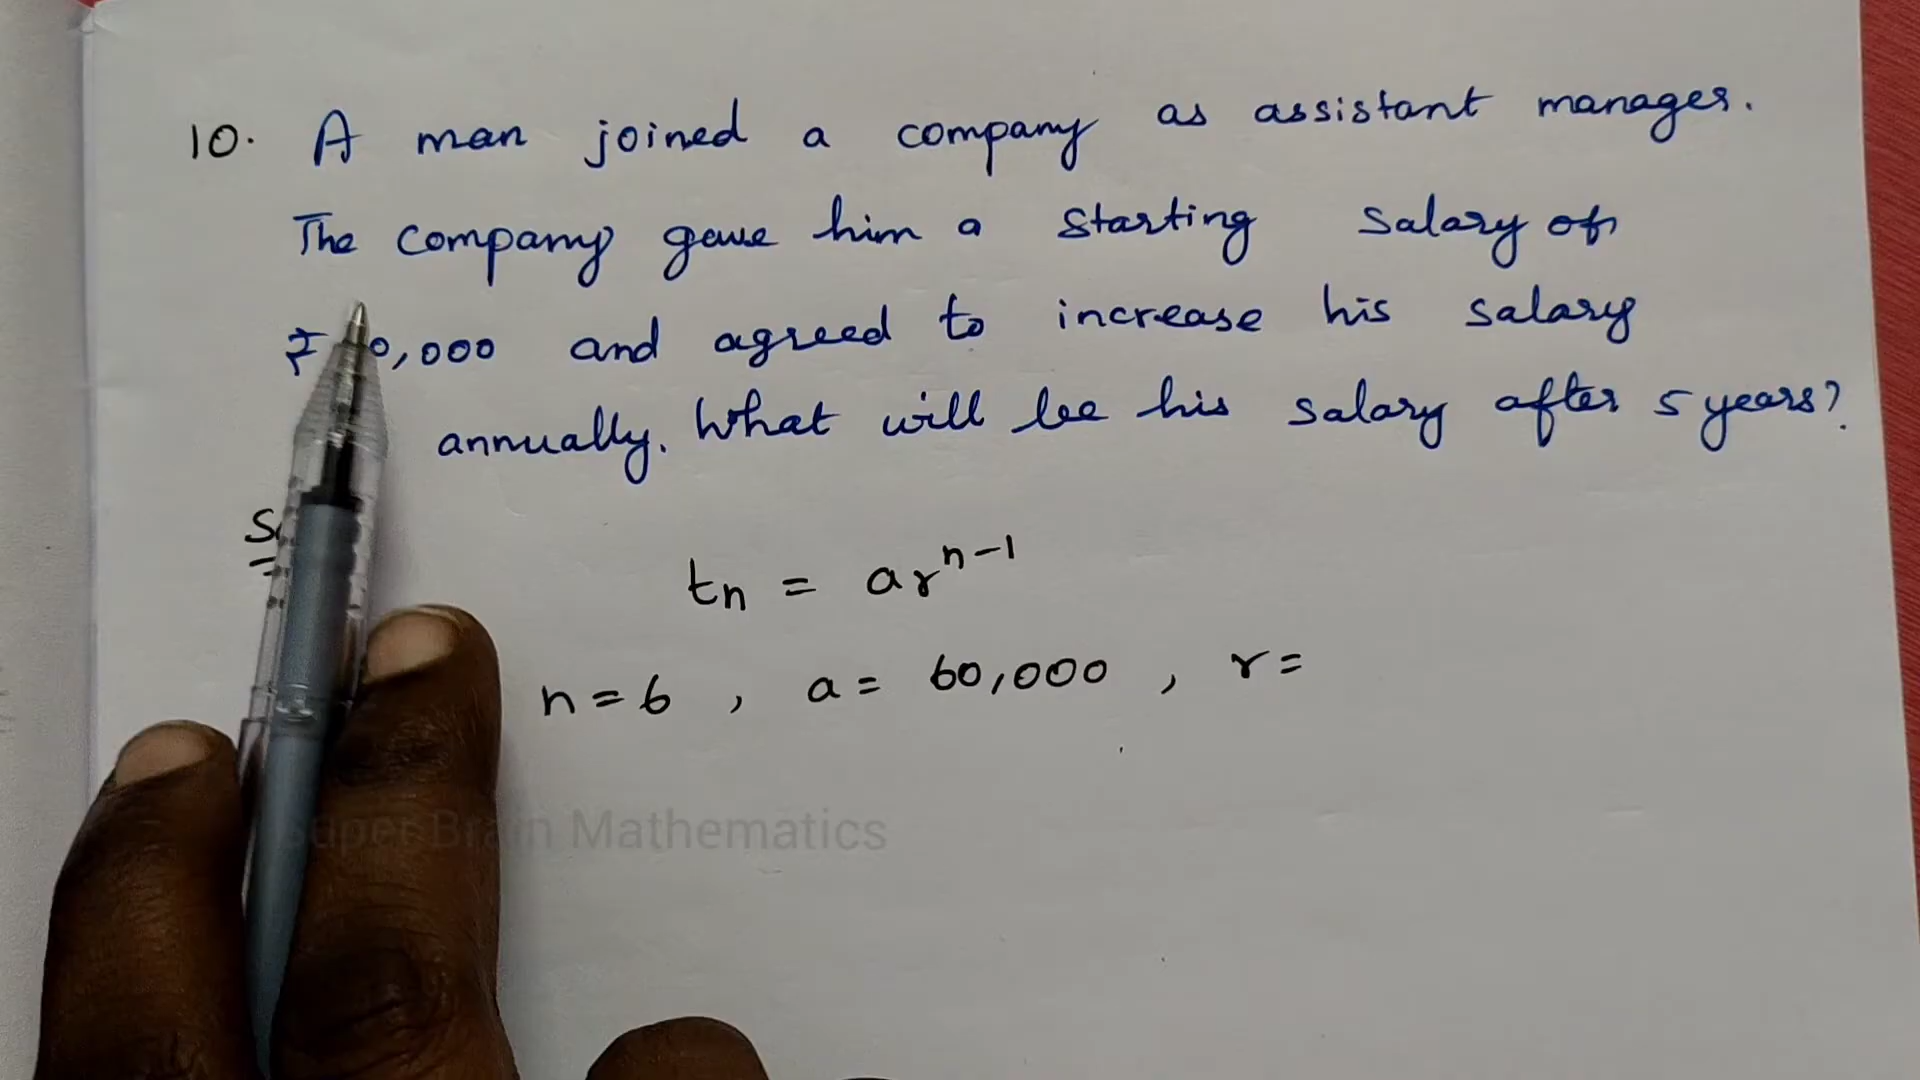 10. A man joined a company as assistant manager.
The company gave him a starting salary of
₹ 0,000 and agreed to increase his salary
annually. What will be his salary after 5 years?
tn = ar^n-1
n = 6 , a = 60,000 , r =
Super Brain Mathematics